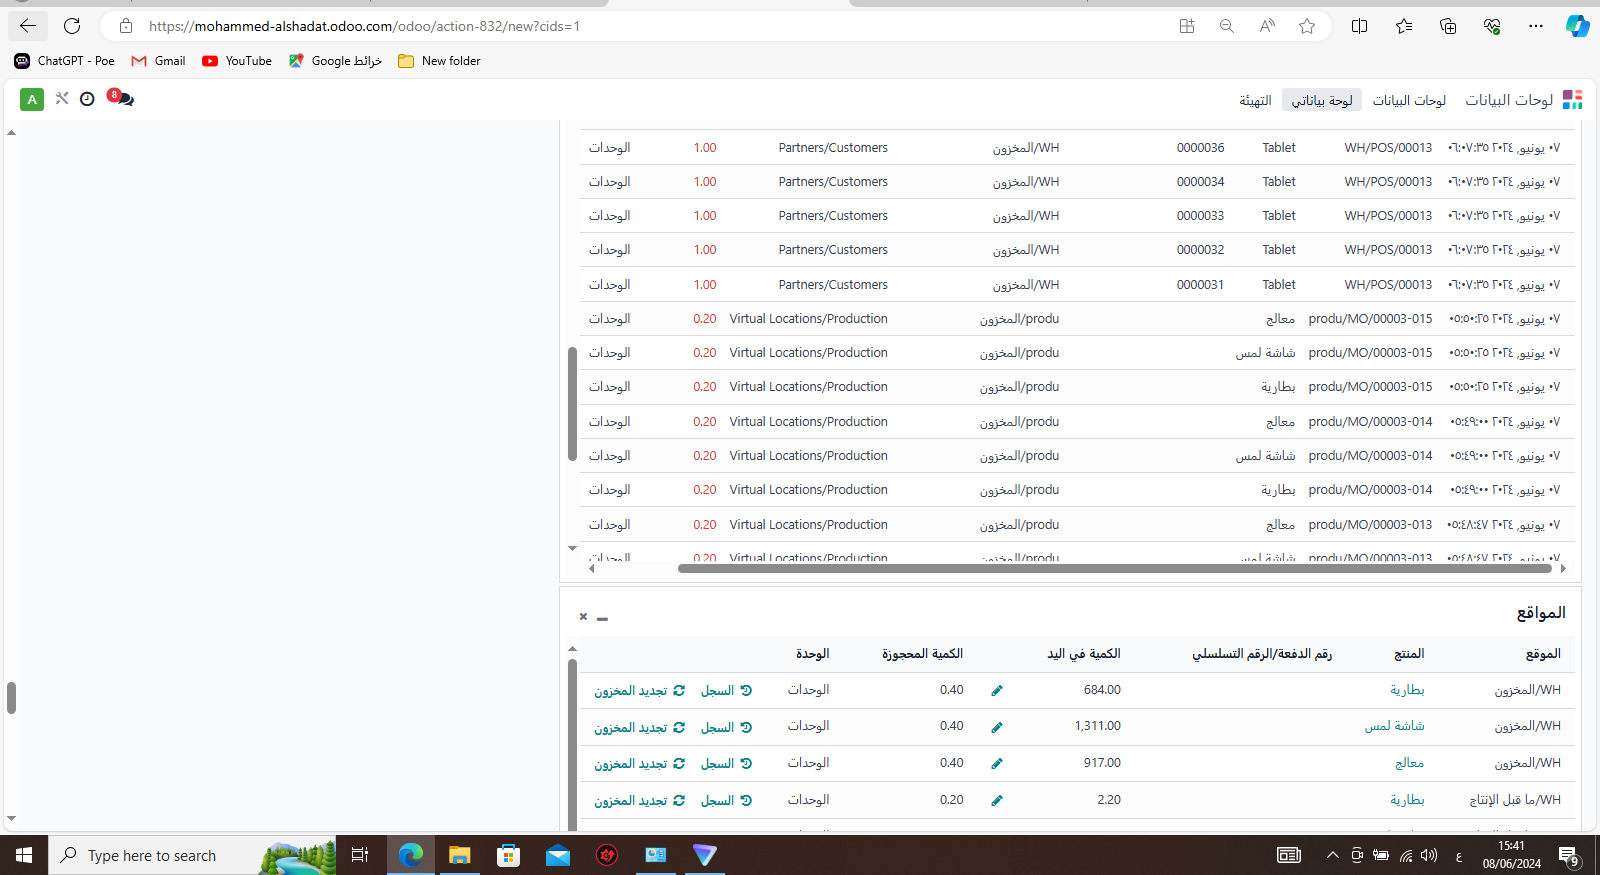 https://mohammed-alshadat.odoo.com/odoo/action-832/new?cids=1
ChatGPT - Poe Gmail YouTube خرائط Google New folder
لوحات البيانات لوحات البيانات لوحة بياناتي التهيئة 8 A
٠٧ يونيو, ٢٠٢٤ ٠٦:٠٧:٣٥ WH/POS/00013 Tablet 0000036 WH/المخزون Partners/Customers 1.00 الوحدات
٠٧ يونيو, ٢٠٢٤ ٠٦:٠٧:٣٥ WH/POS/00013 Tablet 0000034 WH/المخزون Partners/Customers 1.00 الوحدات
٠٧ يونيو, ٢٠٢٤ ٠٦:٠٧:٣٥ WH/POS/00013 Tablet 0000033 WH/المخزون Partners/Customers 1.00 الوحدات
٠٧ يونيو, ٢٠٢٤ ٠٦:٠٧:٣٥ WH/POS/00013 Tablet 0000032 WH/المخزون Partners/Customers 1.00 الوحدات
٠٧ يونيو, ٢٠٢٤ ٠٦:٠٧:٣٥ WH/POS/00013 Tablet 0000031 WH/المخزون Partners/Customers 1.00 الوحدات
٠٧ يونيو, ٢٠٢٤ ٠٥:٥٠:٢٥ produ/MO/00003-015 معالج produ/المخزون Virtual Locations/Production 0.20 الوحدات
٠٧ يونيو, ٢٠٢٤ ٠٥:٥٠:٢٥ produ/MO/00003-015 شاشة لمس produ/المخزون Virtual Locations/Production 0.20 الوحدات
٠٧ يونيو, ٢٠٢٤ ٠٥:٥٠:٢٥ produ/MO/00003-015 بطارية produ/المخزون Virtual Locations/Production 0.20 الوحدات
٠٧ يونيو, ٢٠٢٤ ٠٥:٤٩:٠٠ produ/MO/00003-014 معالج produ/المخزون Virtual Locations/Production 0.20 الوحدات
٠٧ يونيو, ٢٠٢٤ ٠٥:٤٩:٠٠ produ/MO/00003-014 شاشة لمس produ/المخزون Virtual Locations/Production 0.20 الوحدات
٠٧ يونيو, ٢٠٢٤ ٠٥:٤٩:٠٠ produ/MO/00003-014 بطارية produ/المخزون Virtual Locations/Production 0.20 الوحدات
٠٧ يونيو, ٢٠٢٤ ٠٥:٤٨:٤٧ produ/MO/00003-013 معالج produ/المخزون Virtual Locations/Production 0.20 الوحدات
٠٧ يونيو, ٢٠٢٤ ٠٥:٤٨:٤٧ produ/MO/00003-013 شاشة لمس produ/المخزون Virtual Locations/Production 0.20 الوحدات
المواقع
الموقع المنتج رقم الدفعة/الرقم التسلسلي الكمية في اليد الكمية المحجوزة الوحدة
WH/المخزون بطارية 684.00 0.40 الوحدات السجل تجديد المخزون
WH/المخزون شاشة لمس 1,311.00 0.40 الوحدات السجل تجديد المخزون
WH/المخزون معالج 917.00 0.40 الوحدات السجل تجديد المخزون
WH/ما قبل الإنتاج بطارية 2.20 0.20 الوحدات السجل تجديد المخزون
Type here to search ع 15:41 9
08/06/2024